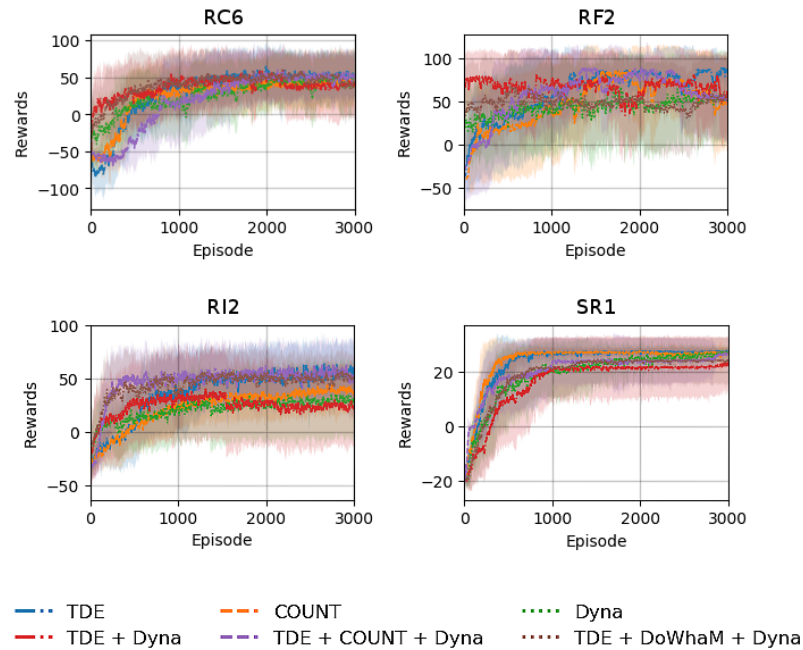 RC6
RF2
100
50
0
−50
−100
Rewards
0
1000
2000
3000
Episode
100
50
0
−50
Rewards
0
1000
2000
3000
Episode
RI2
SR1
100
50
0
−50
Rewards
0
1000
2000
3000
Episode
20
0
−20
Rewards
0
1000
2000
3000
Episode
TDE
COUNT
Dyna
TDE + Dyna
TDE + COUNT + Dyna
TDE + DoWhaM + Dyna